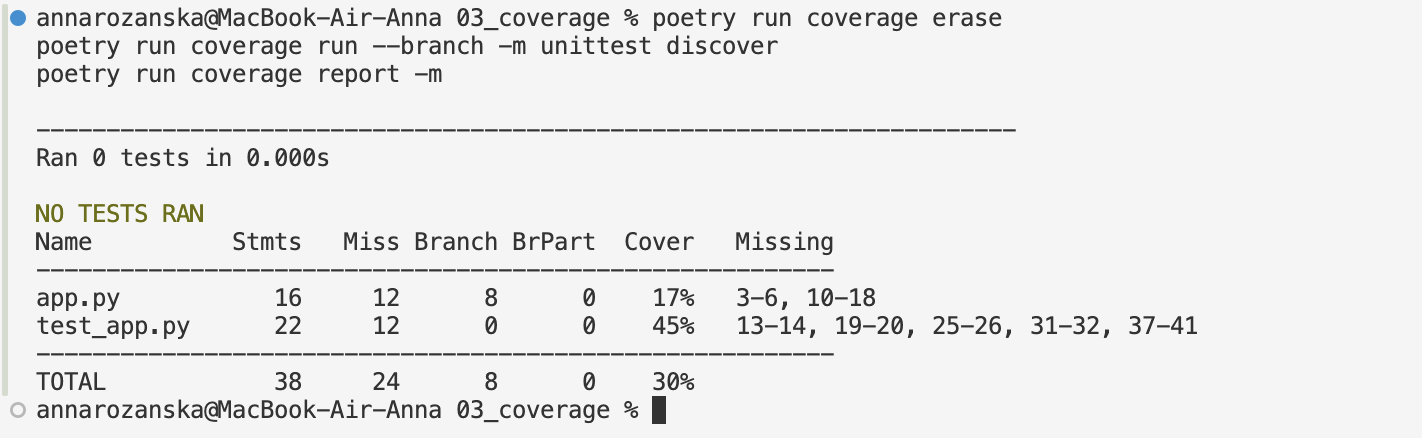 annarozanska@MacBook-Air-Anna 03_coverage % poetry run coverage erase
poetry run coverage run --branch -m unittest discover
poetry run coverage report -m

----------------------------------------------------------------------
Ran 0 tests in 0.000s

NO TESTS RAN
Name          Stmts   Miss Branch BrPart  Cover   Missing
---------------------------------------------------------
app.py           16     12      8      0    17%   3-6, 10-18
test_app.py      22     12      0      0    45%   13-14, 19-20, 25-26, 31-32, 37-41
---------------------------------------------------------
TOTAL            38     24      8      0    30%
annarozanska@MacBook-Air-Anna 03_coverage %